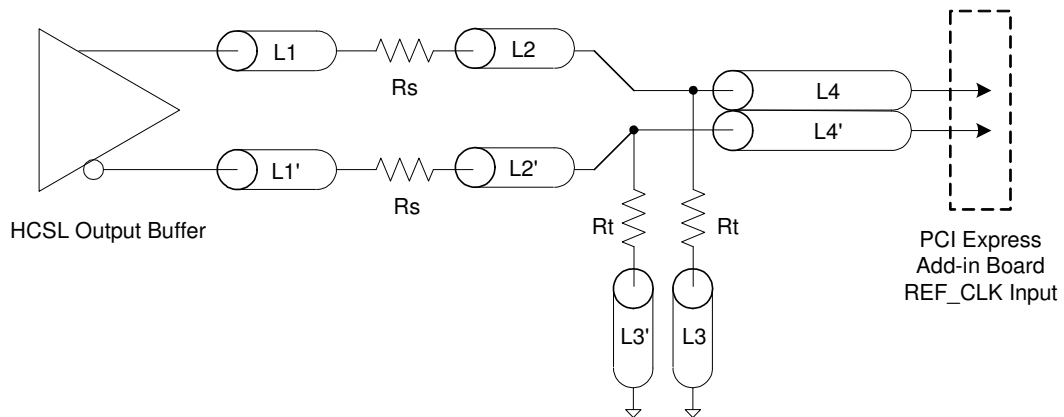 L1
Rs
L2
L4
L4'
L1'
Rs
L2'
HCSL Output Buffer
Rt
Rt
L3'
L3
PCI Express
Add-in Board
REF_CLK Input